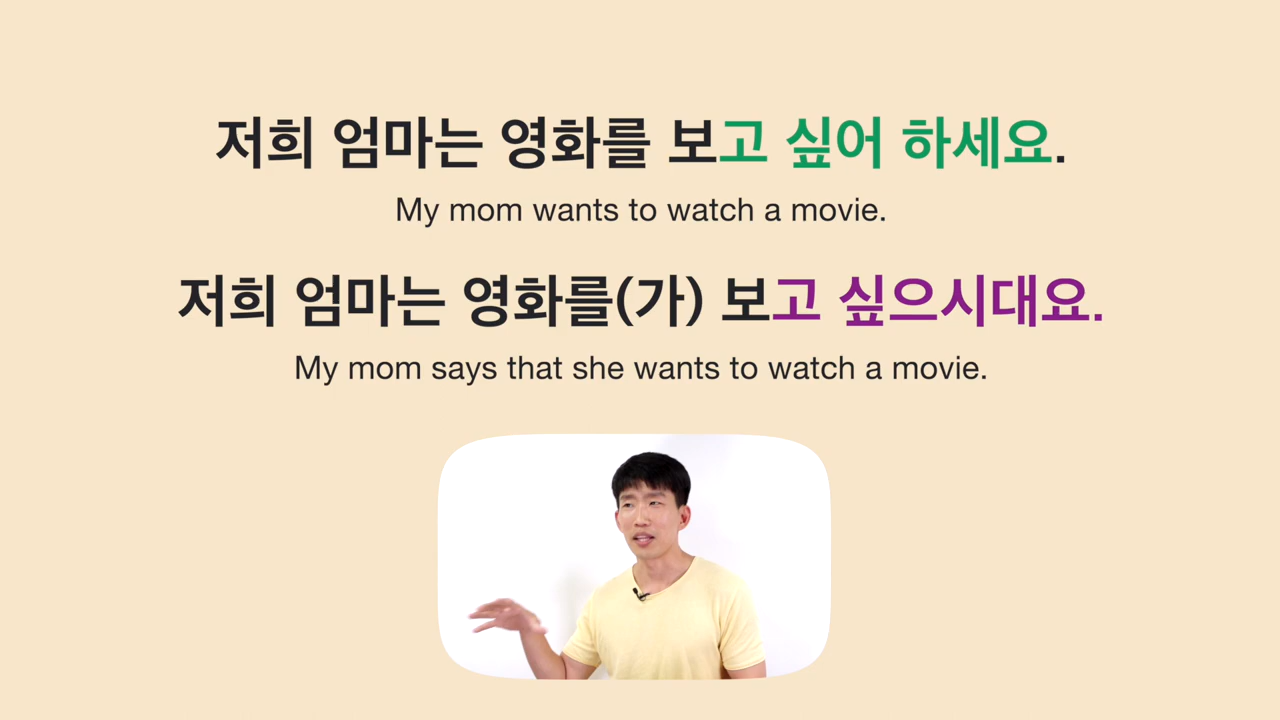 저희 엄마는 영화를 보고 싶어 하세요.
My mom wants to watch a movie.
저희 엄마는 영화를(가) 보고 싶으시대요.
My mom says that she wants to watch a movie.